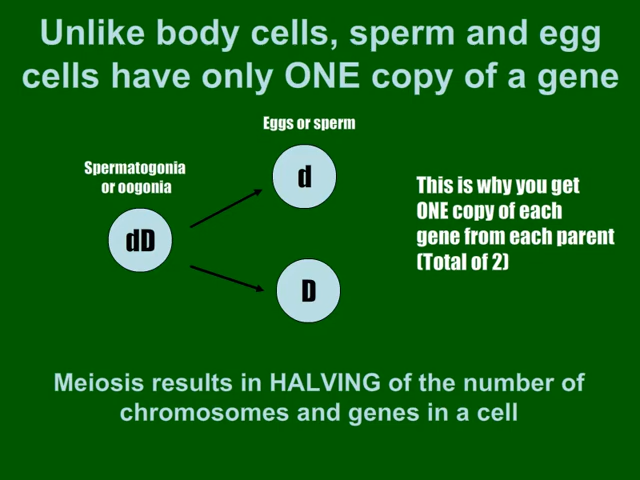 Unlike body cells, sperm and egg
cells have only ONE copy of a gene
Eggs or sperm
Spermatogonia
or oogonia
d
dD
D
This is why you get
ONE copy of each
gene from each parent
(Total of 2)
Meiosis results in HALVING of the number of
chromosomes and genes in a cell